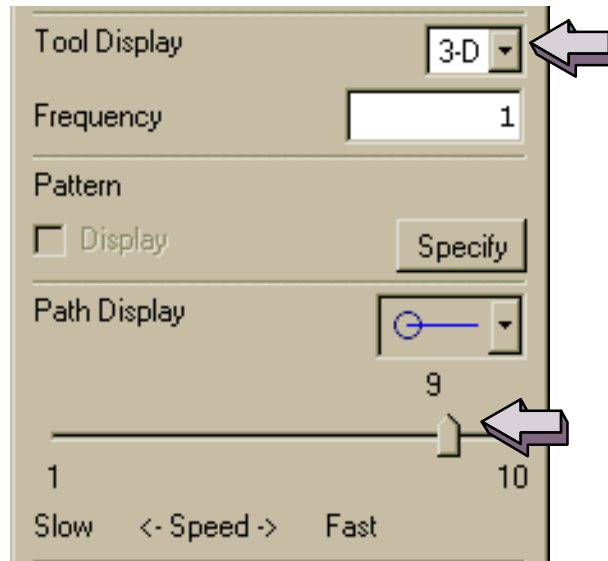 Tool Display 3-D
Frequency 1
Pattern
Display Specify
Path Display
9
1 10
Slow <- Speed -> Fast